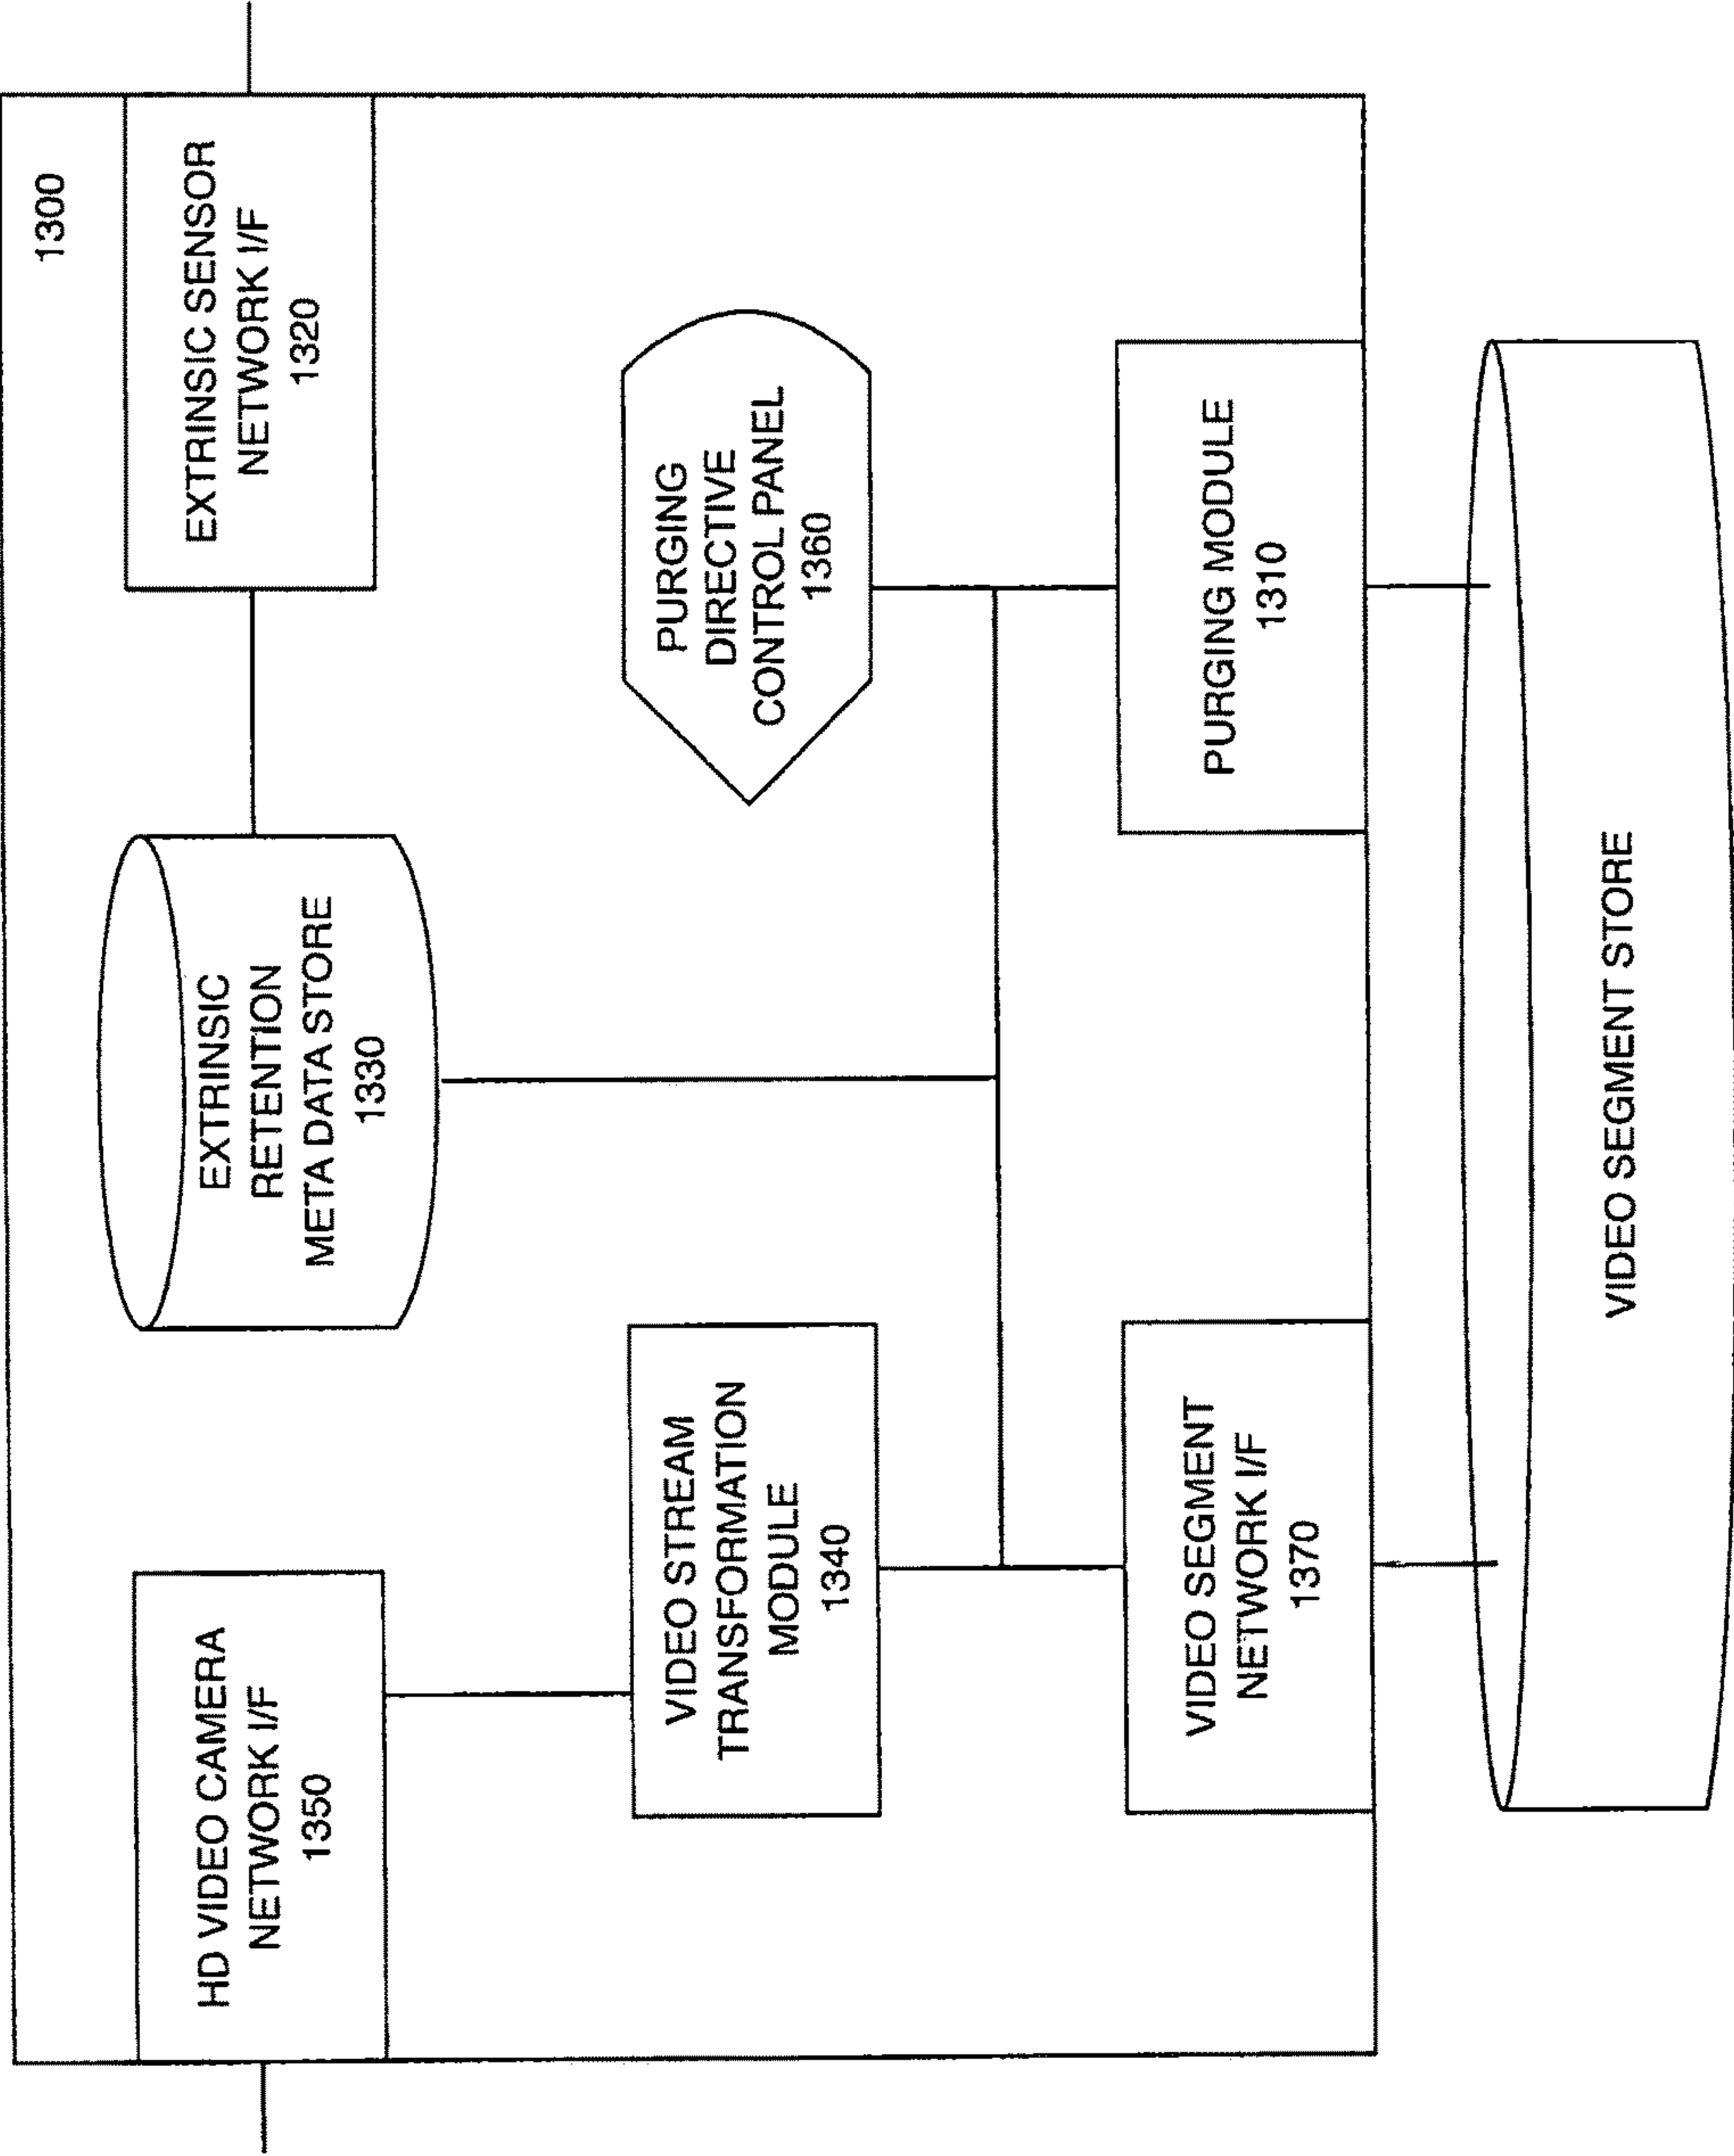 1300
HD VIDEO CAMERA
NETWORK I/F
1350
EXTRINSIC
RETENTION
META DATA STORE
1330
EXTRINSIC SENSOR
NETWORK I/F
1320
VIDEO STREAM
TRANSFORMATION
MODULE
1340
PURGING
DIRECTIVE
CONTROL PANEL
1360
VIDEO SEGMENT
NETWORK I/F
1370
PURGING MODULE
1310
VIDEO SEGMENT STORE